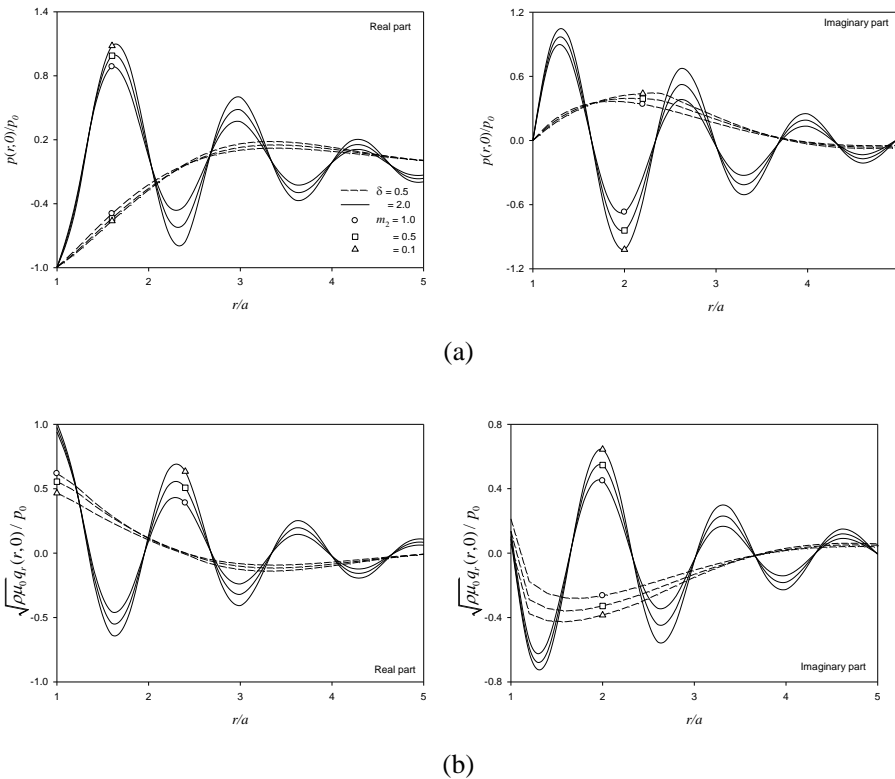 Real part
1.4
0.8
0.2
-0.4
-1.0
p(r,0)/p₀
δ = 0.5
= 2.0
m₂ = 1.0
= 0.5
= 0.1
1 2 3 4 5
r/a
Imaginary part
1.2
0.6
0.0
-0.6
-1.2
p(r,0)/p₀
1 2 3 4
r/a
(a)
1.0
0.5
0.0
-0.5
-1.0
√ρμ₀ qᵣ(r,0)/ p₀
Real part
1 2 3 4 5
r/a
0.8
0.4
0.0
-0.4
-0.8
√ρμ₀ qᵣ(r,0)/ p₀
Imaginary part
1 2 3 4 5
r/a
(b)